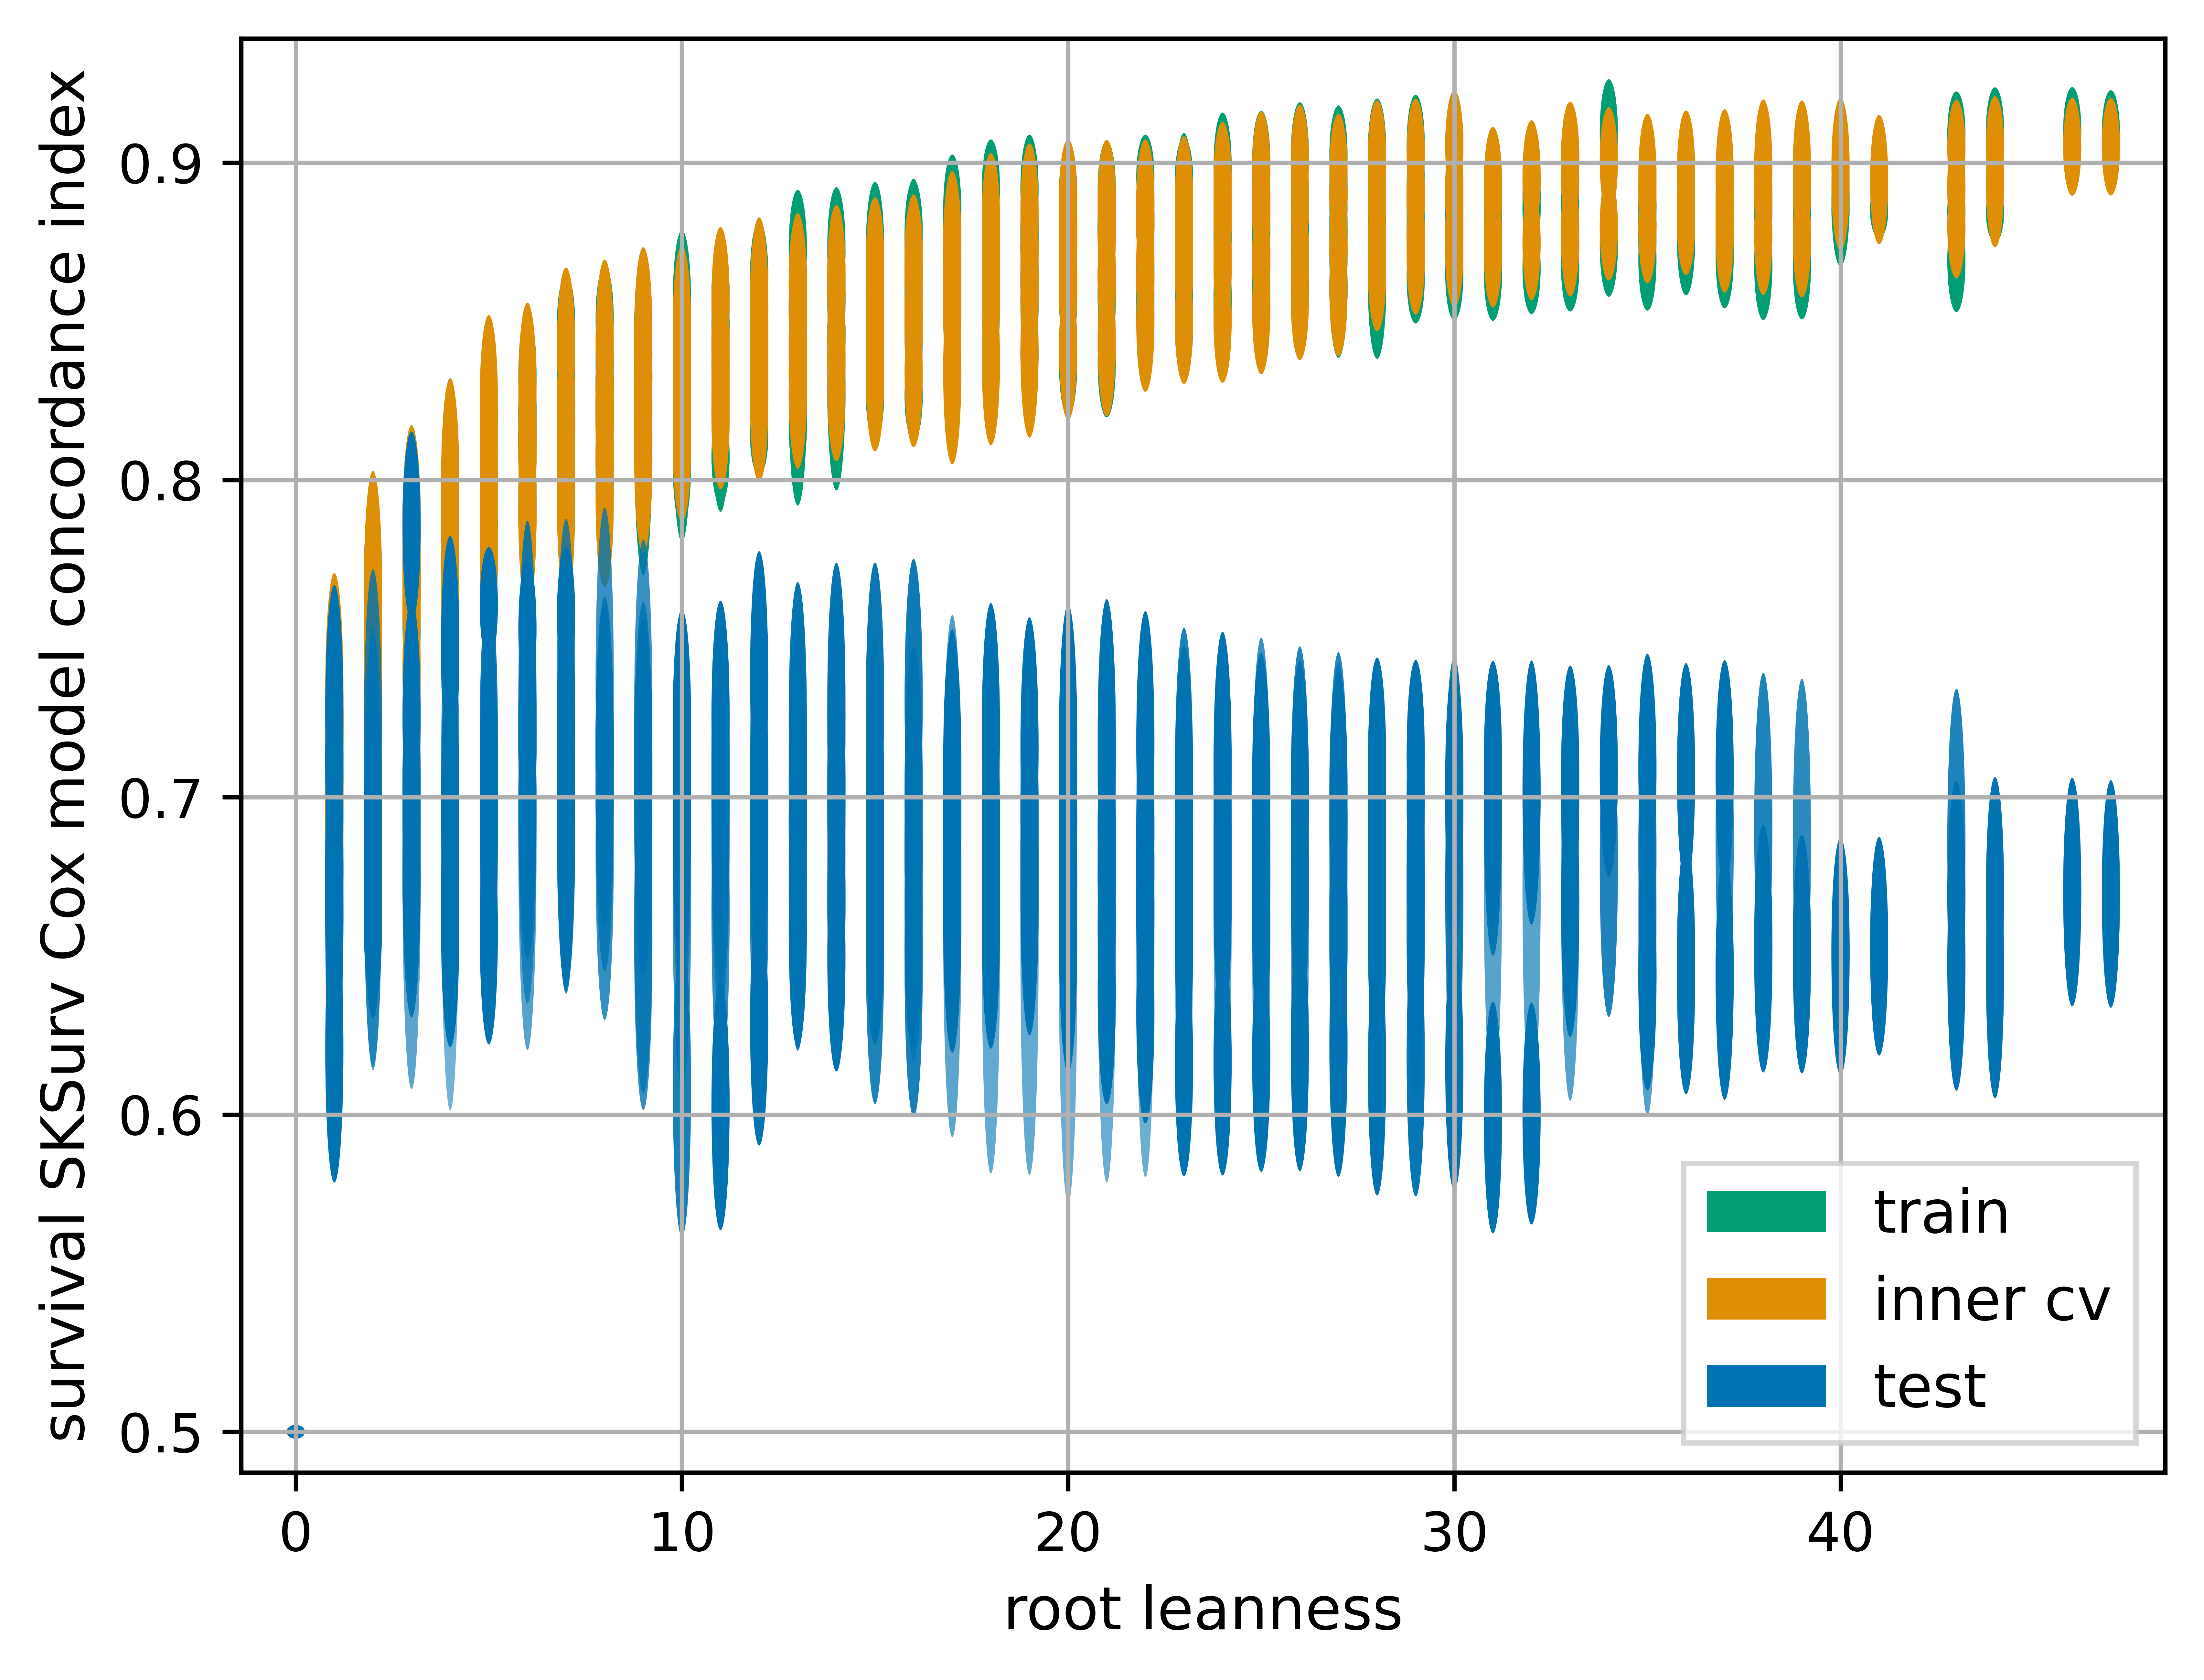 survival SKSurv Cox model concordance index
0.9
0.8
0.7
0.6
0.5
0
10
20
30
40
root leanness
train
inner cv
test